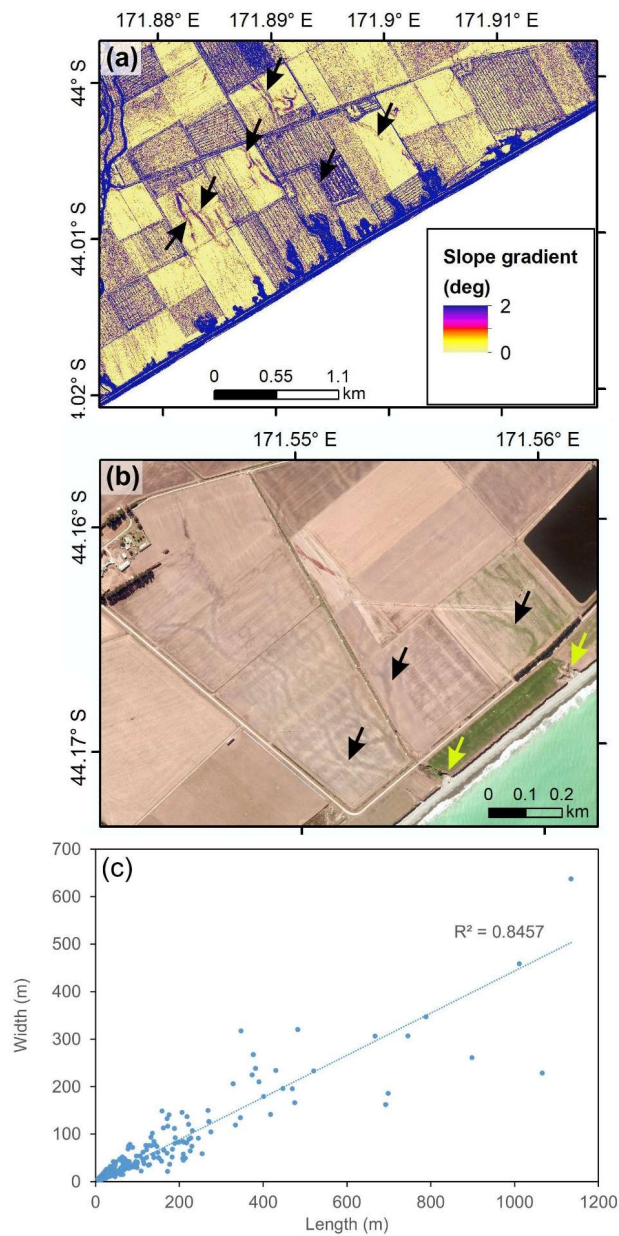 171.88° E 171.89° E 171.9° E 171.91° E
(a)
44° S
44.01° S
4.02° S
Slope gradient
(deg)
2
0
0 0.55 1.1
km
171.55° E 171.56° E
(b)
44.16° S
44.17° S
0 0.1 0.2
km
(c)
700
600
500
400
300
200
100
0
Width (m)
R² = 0.8457
0 200 400 600 800 1000 1200
Length (m)